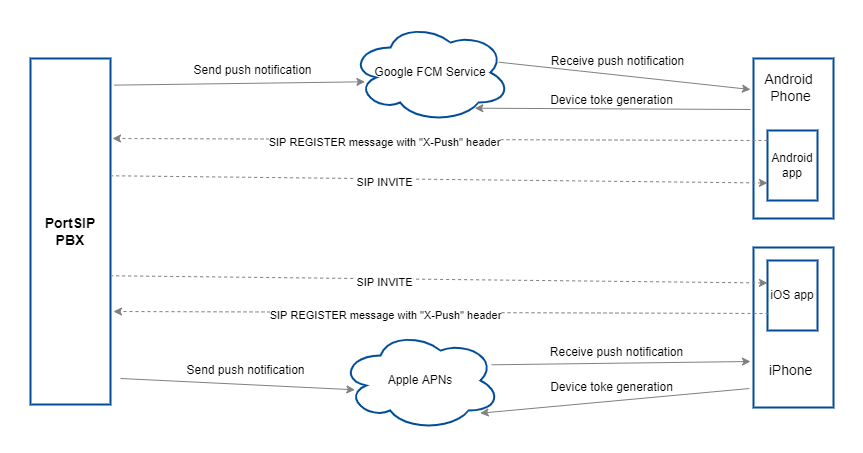 Send push notification
Google FCM Service
Receive push notification
Device toke generation
Android
Phone
SIP REGISTER message with "X-Push" header
Android
app
SIP INVITE
PortSIP
PBX
SIP INVITE
iOS app
SIP REGISTER message with "X-Push" header
Send push notification
Apple APNs
Receive push notification
iPhone
Device toke generation